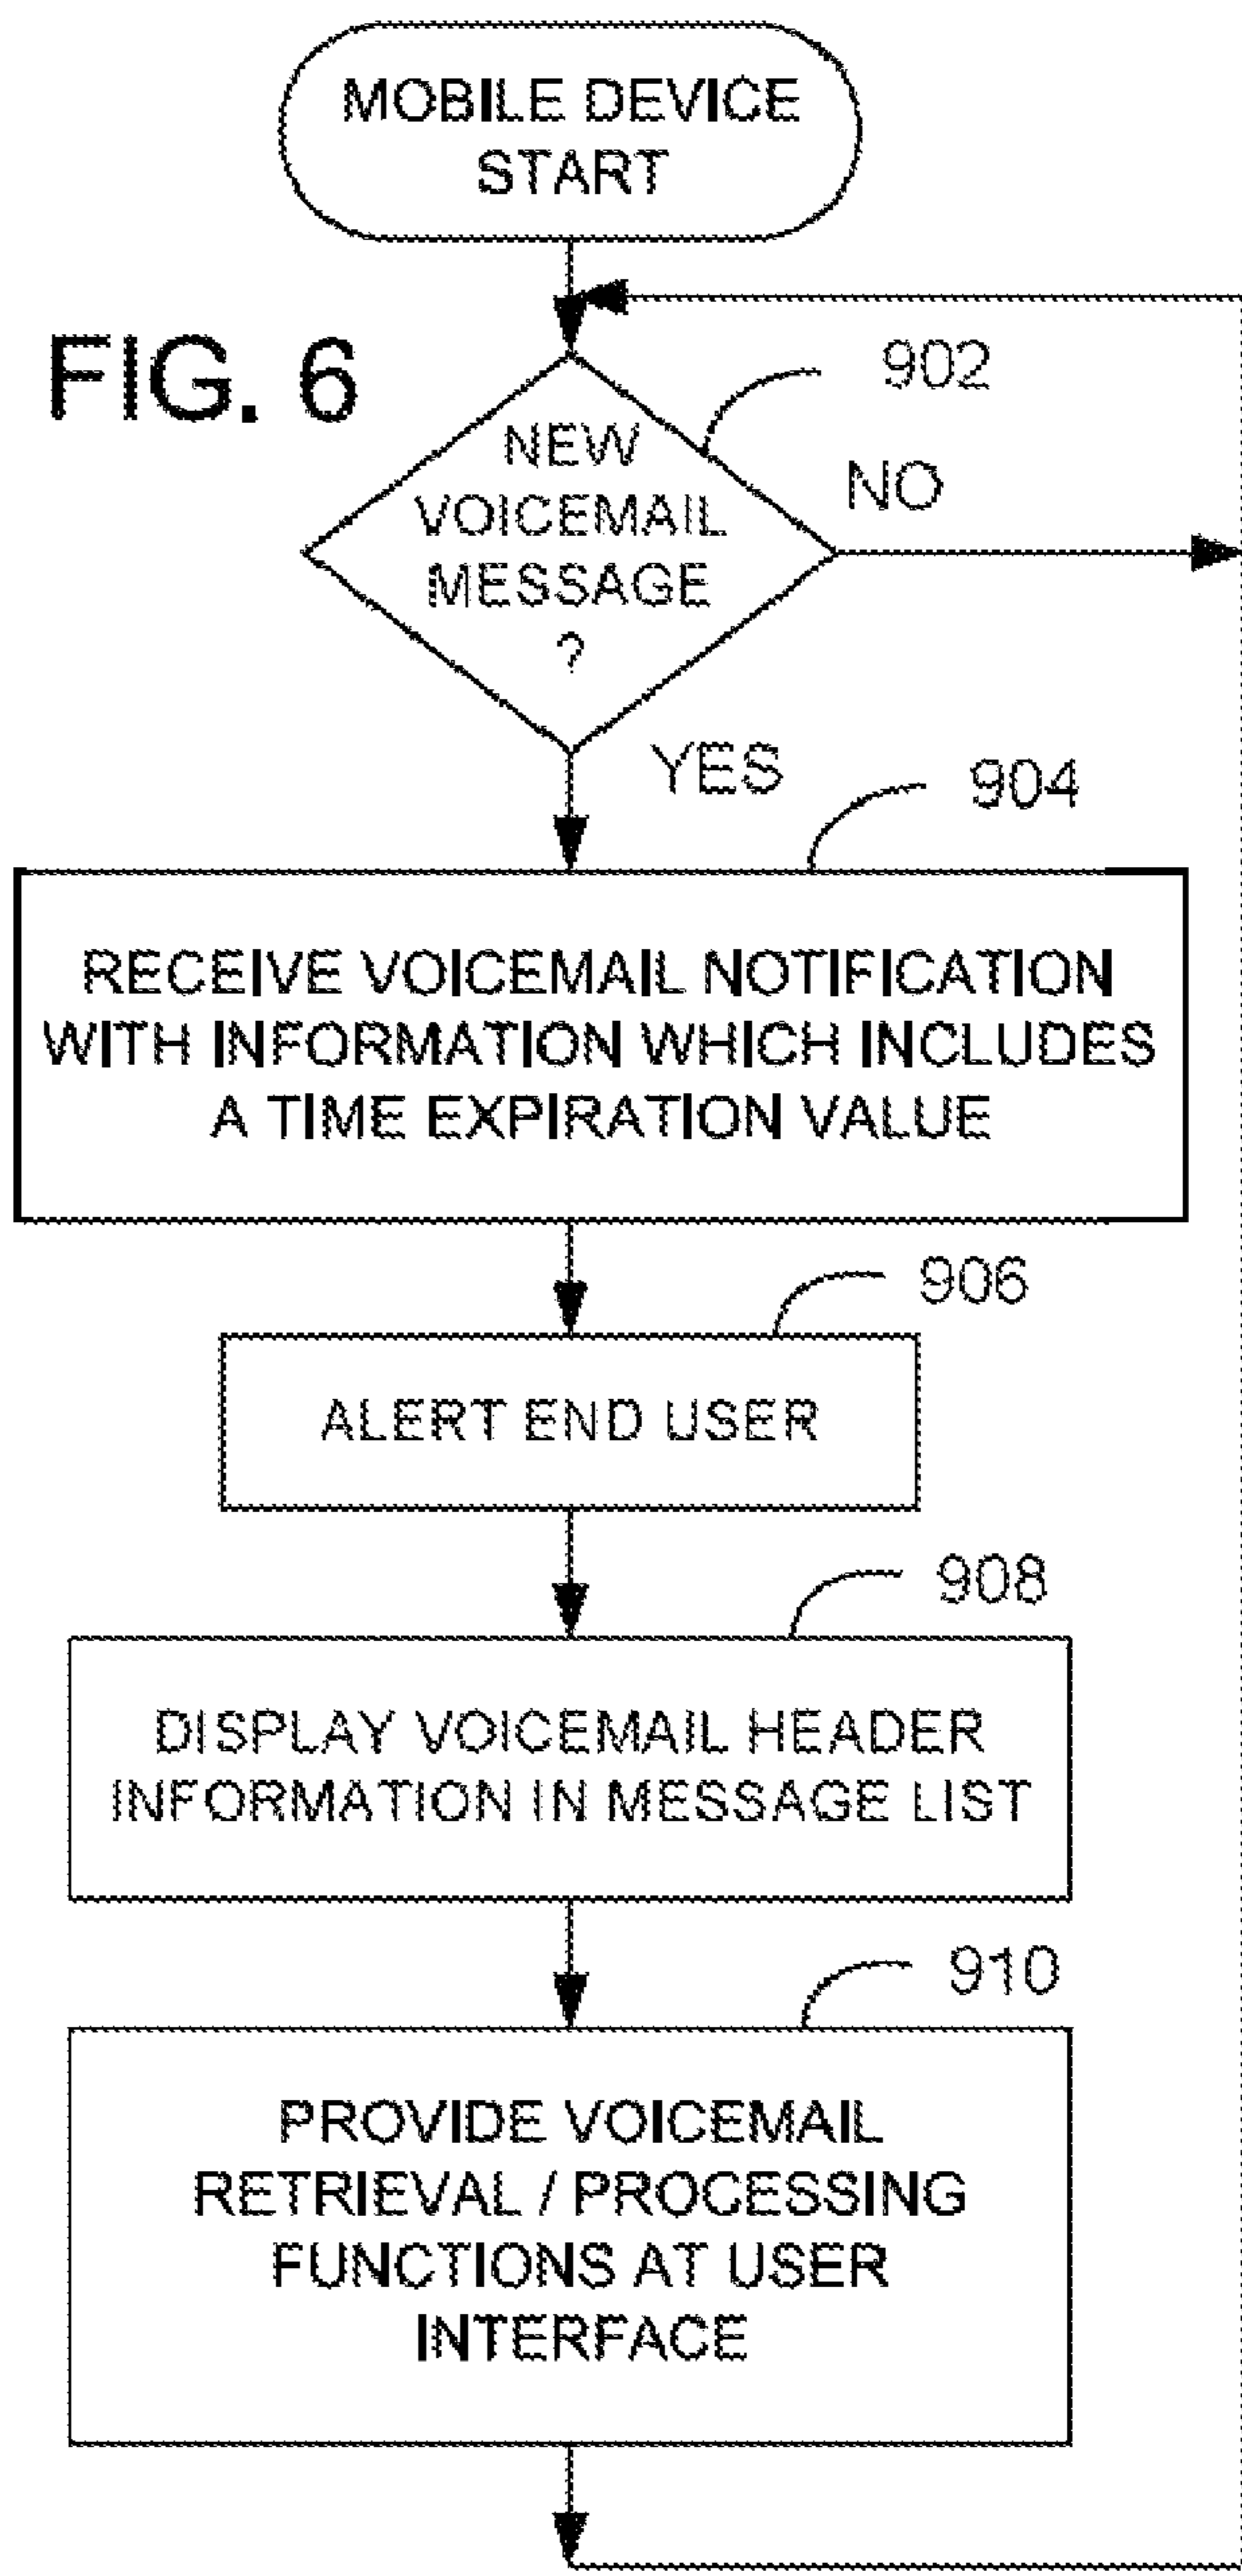 MOBILE DEVICE
START
FIG. 6
902
NEW
VOICEMAIL
MESSAGE
?
NO
YES
904
RECEIVE VOICEMAIL NOTIFICATION
WITH INFORMATION WHICH INCLUDES
A TIME EXPIRATION VALUE
906
ALERT END USER
908
DISPLAY VOICEMAIL HEADER
INFORMATION IN MESSAGE LIST
910
PROVIDE VOICEMAIL
RETRIEVAL / PROCESSING
FUNCTIONS AT USER
INTERFACE